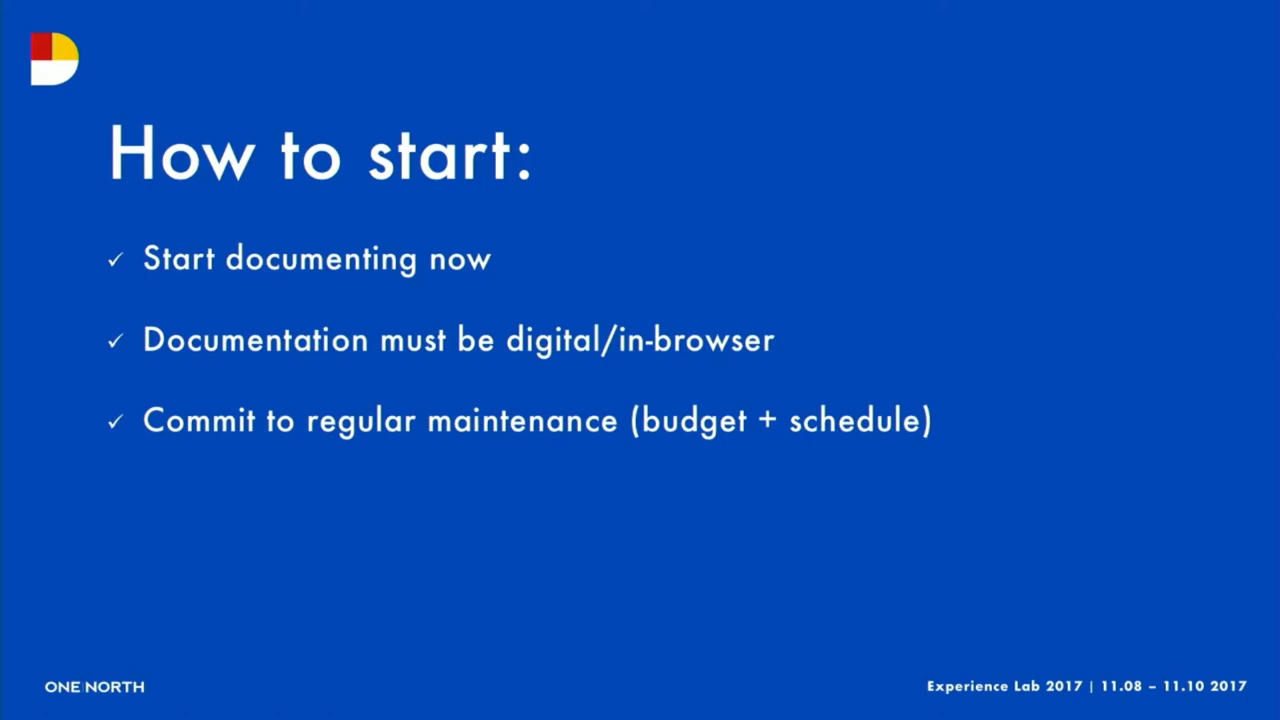 How to start:
✓ Start documenting now
✓ Documentation must be digital/in-browser
✓ Commit to regular maintenance (budget + schedule)
ONE NORTH
Experience Lab 2017 | 11.08 – 11.10 2017